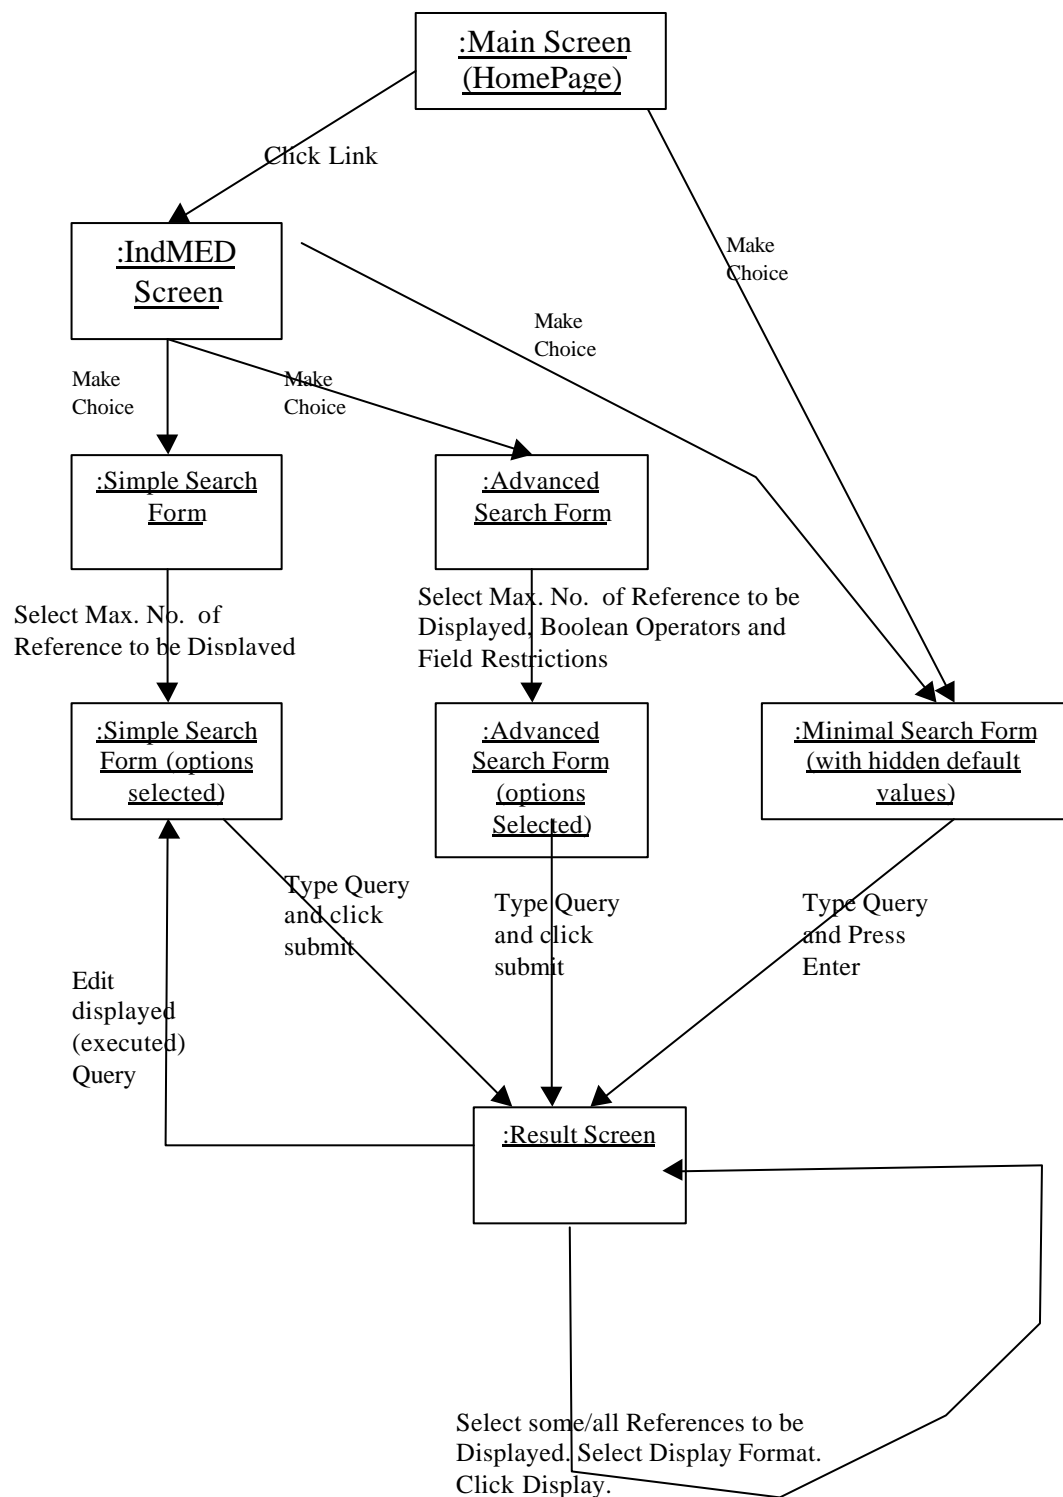 :Main Screen
(HomePage)
Click Link
:IndMED
Screen
Make
Choice
Make
Choice
Make
Choice
Make
Choice
:Simple Search
Form
:Advanced
Search Form
Select Max. No. of
Reference to be Displayed
Select Max. No. of Reference to be
Displayed, Boolean Operators and
Field Restrictions
:Simple Search
Form (options
selected)
:Advanced
Search Form
(options
Selected)
:Minimal Search Form
(with hidden default
values)
Type Query
and click
submit
Type Query
and click
submit
Type Query
and Press
Enter
Edit
displayed
(executed)
Query
:Result Screen
Select some/all References to be
Displayed. Select Display Format.
Click Display.